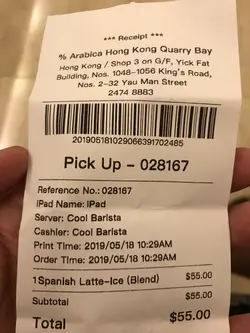 *** Receipt ***
% Arabica Hong Kong Quarry Bay
Hong Kong / Shop 3 on G/F, Yick Fat
Building, Nos. 1048-1056 King's Road,
Nos. 2-32 Yau Man Street
2474 8883
201905181029066391702485
Pick Up - 028167
Reference No.: 028167
iPad Name: iPad
Server: Cool Barista
Cashier: Cool Barista
Print Time: 2019/05/18 10:29AM
Order Time: 2019/05/18 10:29AM
1 Spanish Latte-Ice (Blend) $55.00
Subtotal $55.00
Total $55.00